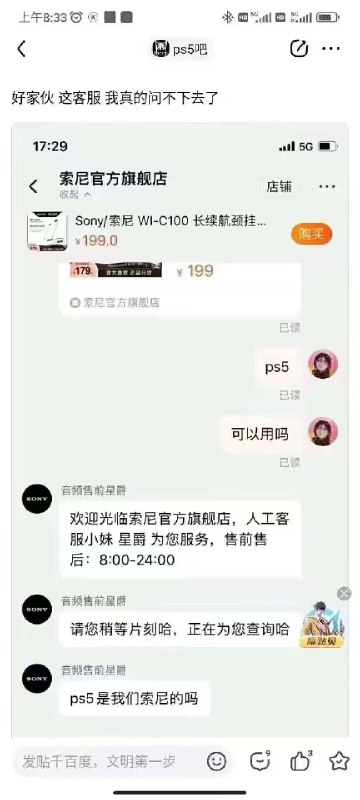 上午8:33
5G
5G
ps5吧
好家伙 这客服 我真的问不下去了
17:29
5G
索尼官方旗舰店
收起
店铺
Sony/索尼 WI-C100 长续航颈挂...
¥199.0
购买
179.
¥ 199
索尼官方旗舰店
已读
ps5
已读
可以用吗
已读
音频售前星爵
SONY
欢迎光临索尼官方旗舰店，人工客
服小妹 星爵 为您服务，售前售
后：8:00-24:00
音频售前星爵
SONY
请您稍等片刻哈，正在为您查询哈
音频售前星爵
SONY
ps5是我们索尼的吗
发贴千百度，文明第一步
9
3